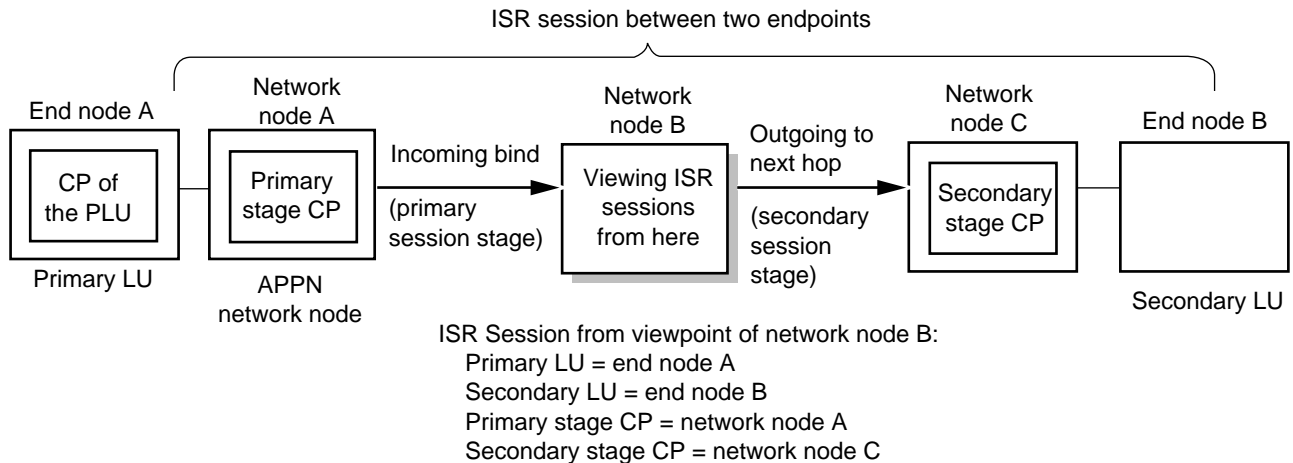 ISR session between two endpoints
End node A
Network
node A
Network
node B
Network
node C
End node B
CP of
the PLU
Primary
stage CP
Incoming bind
(primary
session stage)
Viewing ISR
sessions
from here
Outgoing to
next hop
(secondary
session
stage)
Secondary
stage CP
Primary LU
APPN
network node
Secondary LU
ISR Session from viewpoint of network node B:
Primary LU = end node A
Secondary LU = end node B
Primary stage CP = network node A
Secondary stage CP = network node C